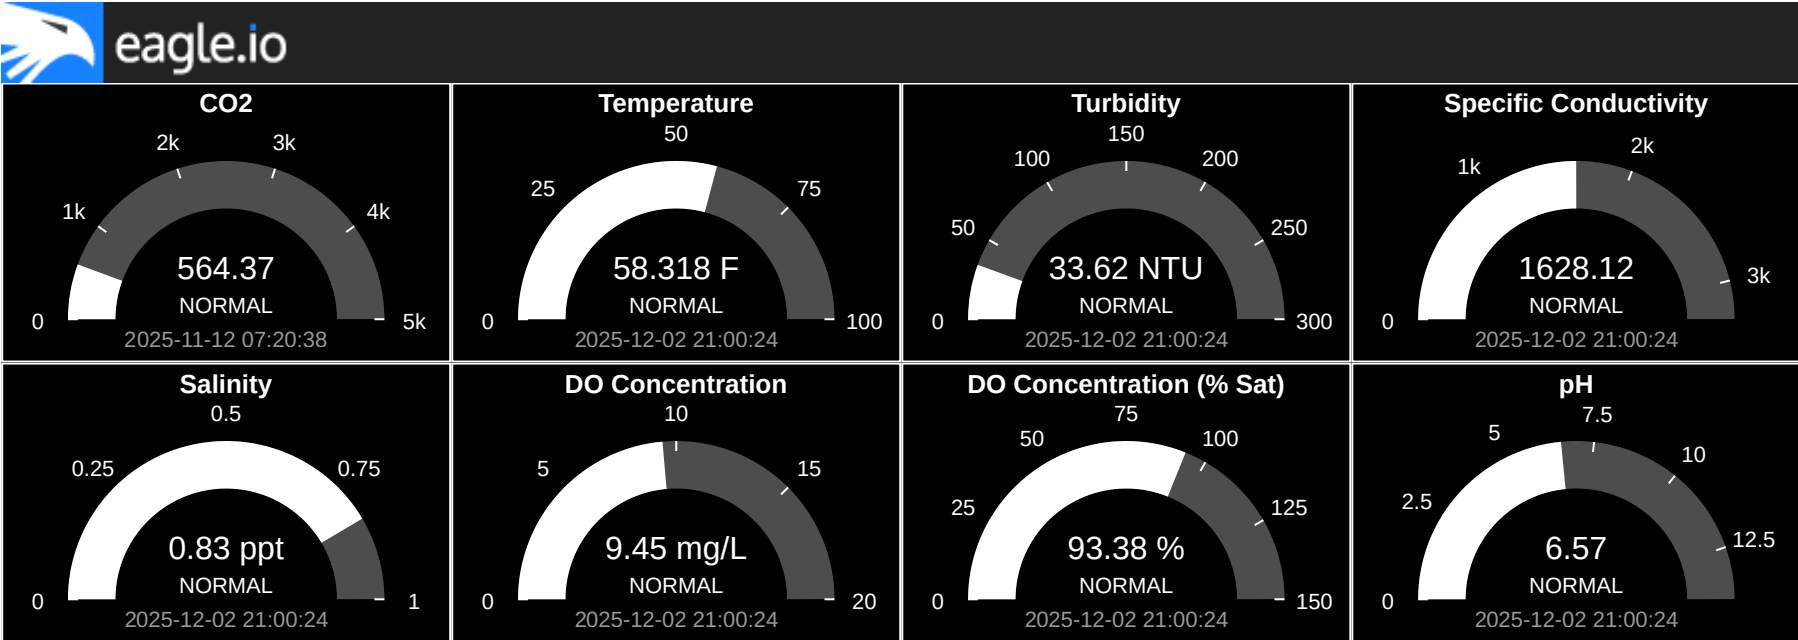 eagle.io
CO2
2k 3k
1k 4k
564.37
NORMAL
0 5k
2025-11-12 07:20:38
Temperature
50
25 75
58.318 F
NORMAL
0 100
2025-12-02 21:00:24
Turbidity
150
100 200
50 250
33.62 NTU
NORMAL
0 300
2025-12-02 21:00:24
Specific Conductivity
2k
1k
1628.12
3k
NORMAL
0
2025-12-02 21:00:24
Salinity
0.5
0.25 0.75
0.83 ppt
NORMAL
0 1
2025-12-02 21:00:24
DO Concentration
10
5 15
9.45 mg/L
NORMAL
0 20
2025-12-02 21:00:24
DO Concentration (% Sat)
75
50 100
25 125
93.38 %
NORMAL
0 150
2025-12-02 21:00:24
pH
7.5
5 10
2.5
12.5
6.57
NORMAL
0
2025-12-02 21:00:24